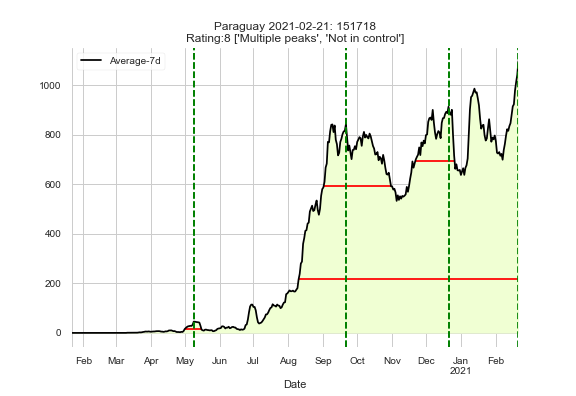 Paraguay 2021-02-21: 151718
Rating:8 ['Multiple peaks', 'Not in control']
Average-7d
1000
800
600
400
200
0
Feb Mar Apr May Jun Jul Aug Sep Oct Nov Dec Jan Feb
2021
Date